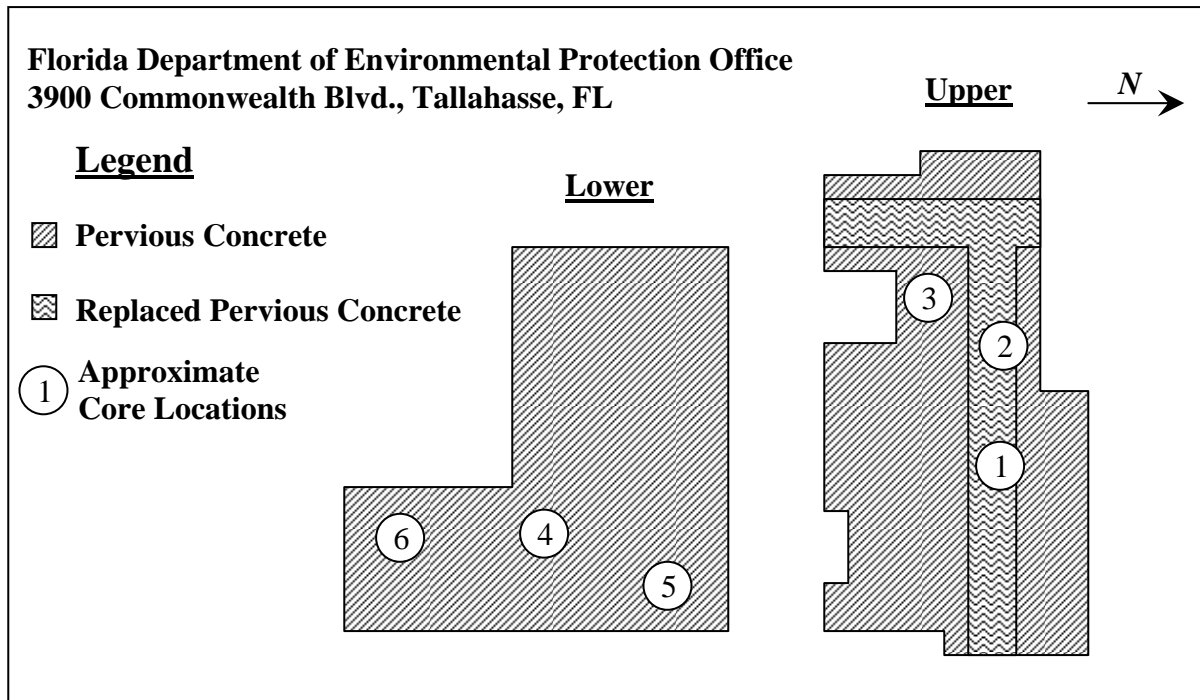 Florida Department of Environmental Protection Office
3900 Commonwealth Blvd., Tallahasse, FL
Upper
N
Legend
Lower
Pervious Concrete
Replaced Pervious Concrete
1 Approximate
Core Locations
3
2
1
6
4
5